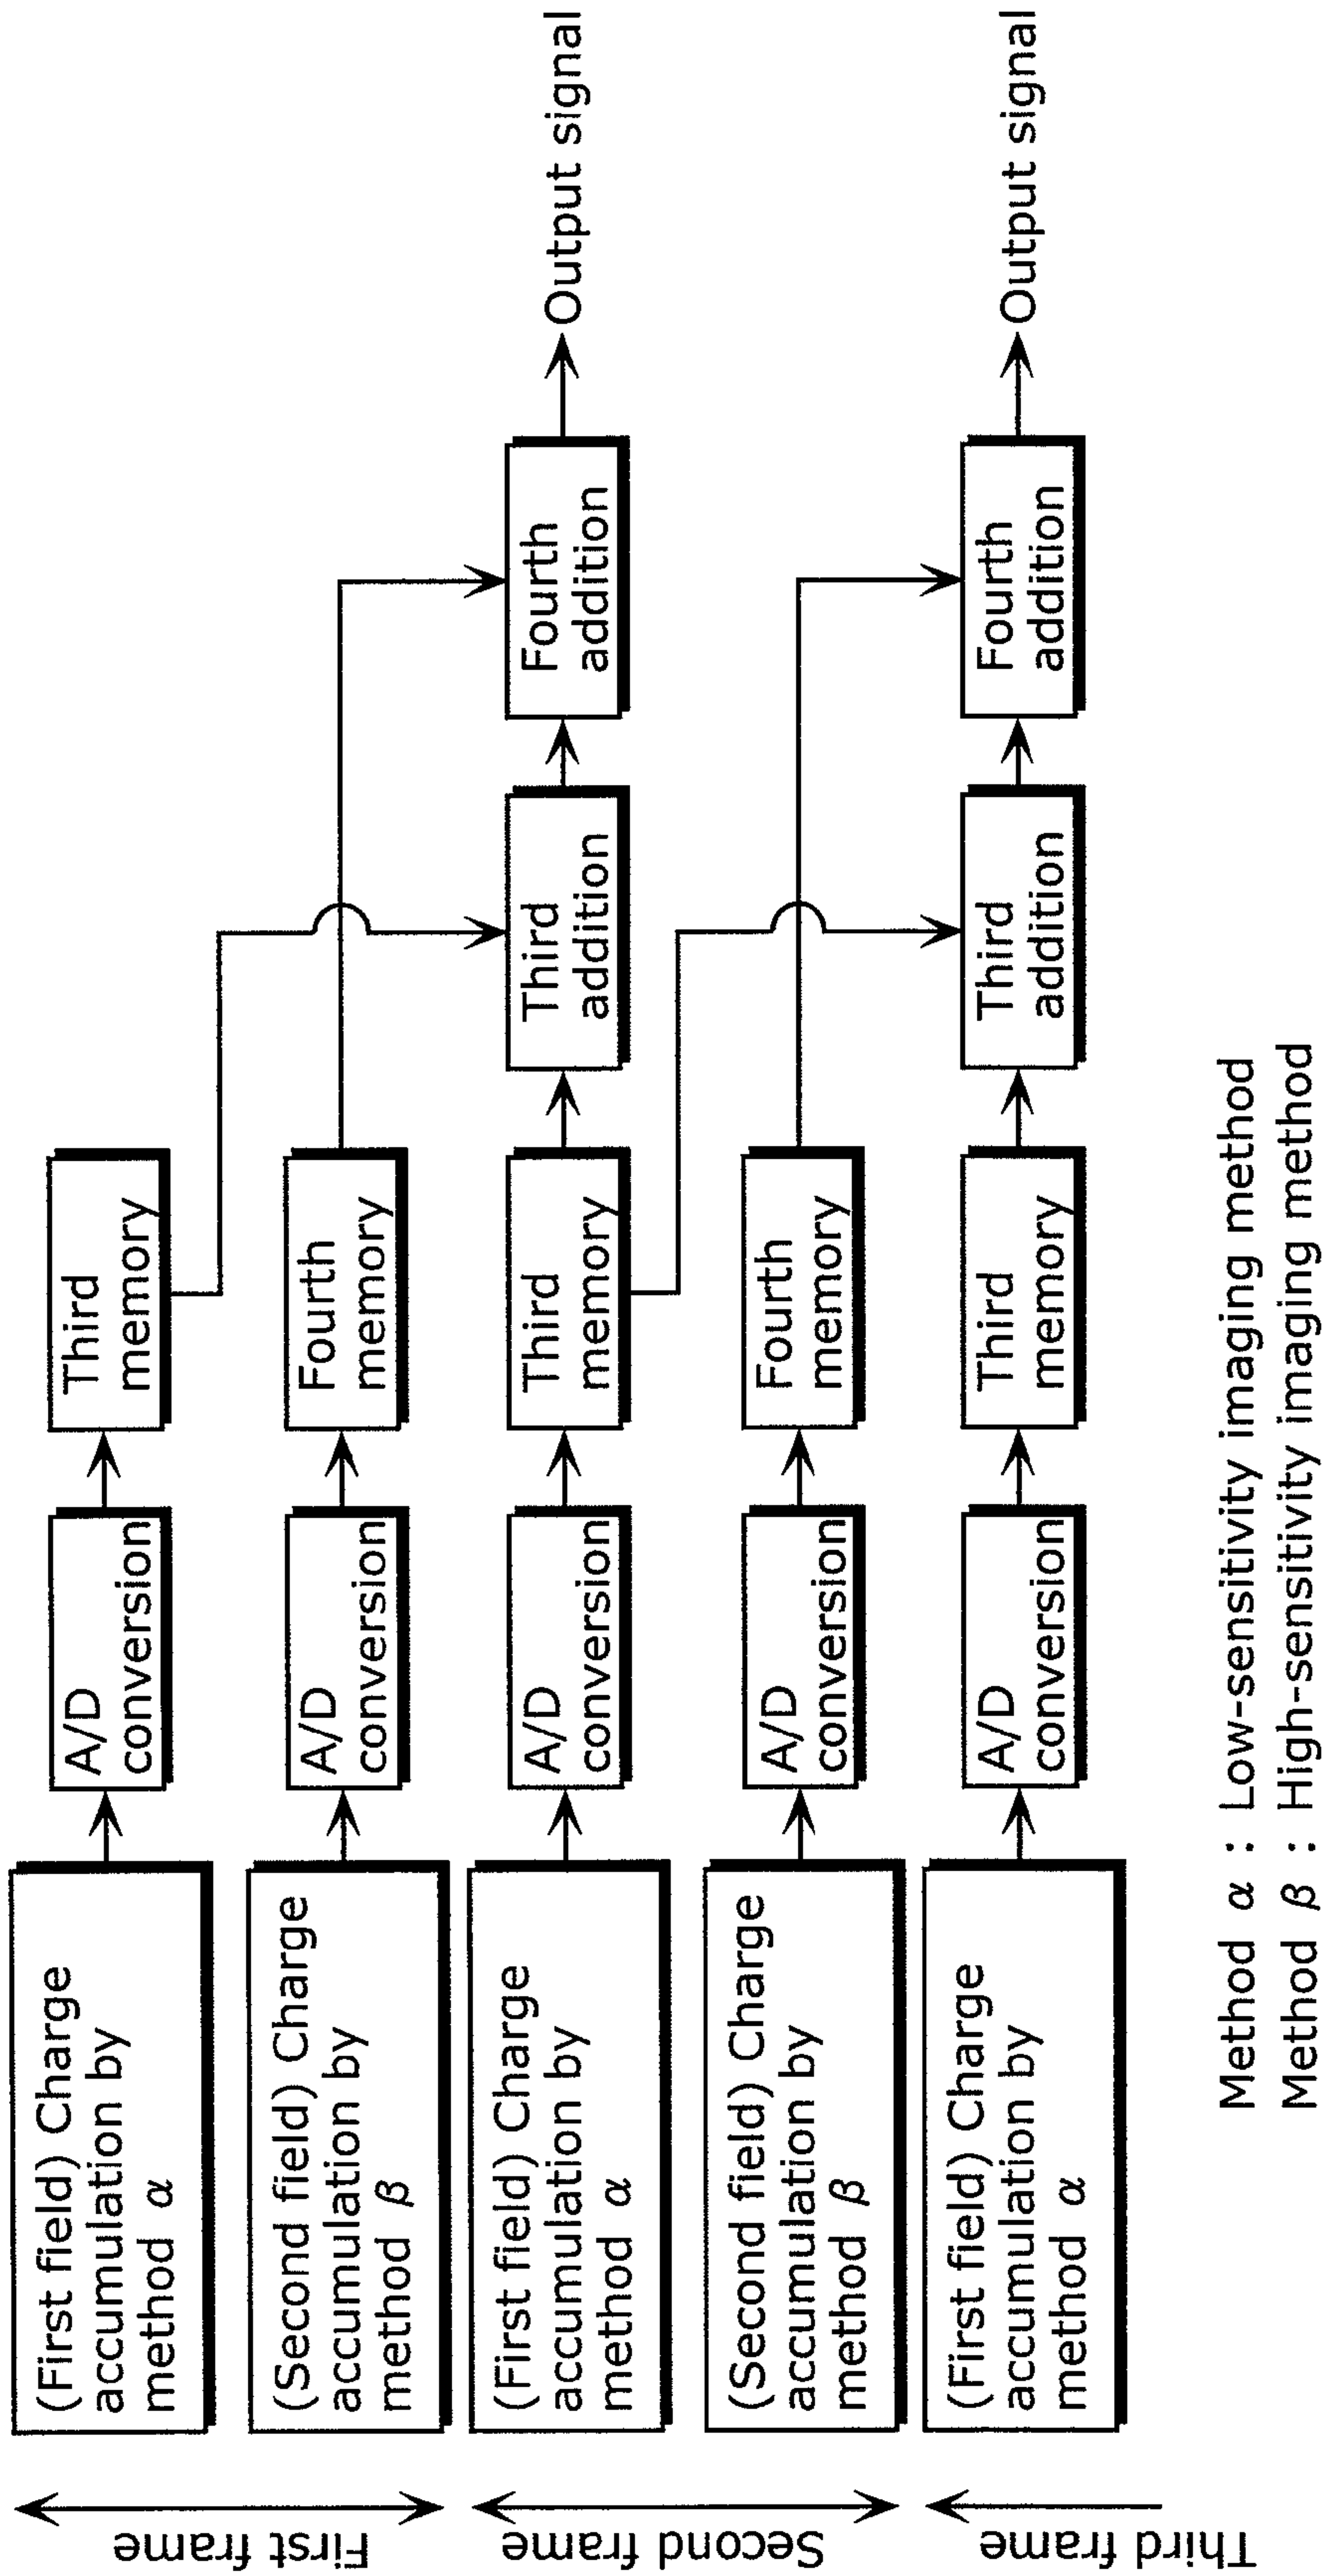 First frame
(First field) Charge
accumulation by
method α
A/D
conversion
Third
memory
(Second field) Charge
accumulation by
method β
A/D
conversion
Fourth
memory
Second frame
(First field) Charge
accumulation by
method α
A/D
conversion
Third
memory
Third
addition
Fourth
addition
Output signal
(Second field) Charge
accumulation by
method β
A/D
conversion
Fourth
memory
Third frame
(First field) Charge
accumulation by
method α
A/D
conversion
Third
memory
Third
addition
Fourth
addition
Output signal
Method α : Low-sensitivity imaging method
Method β : High-sensitivity imaging method